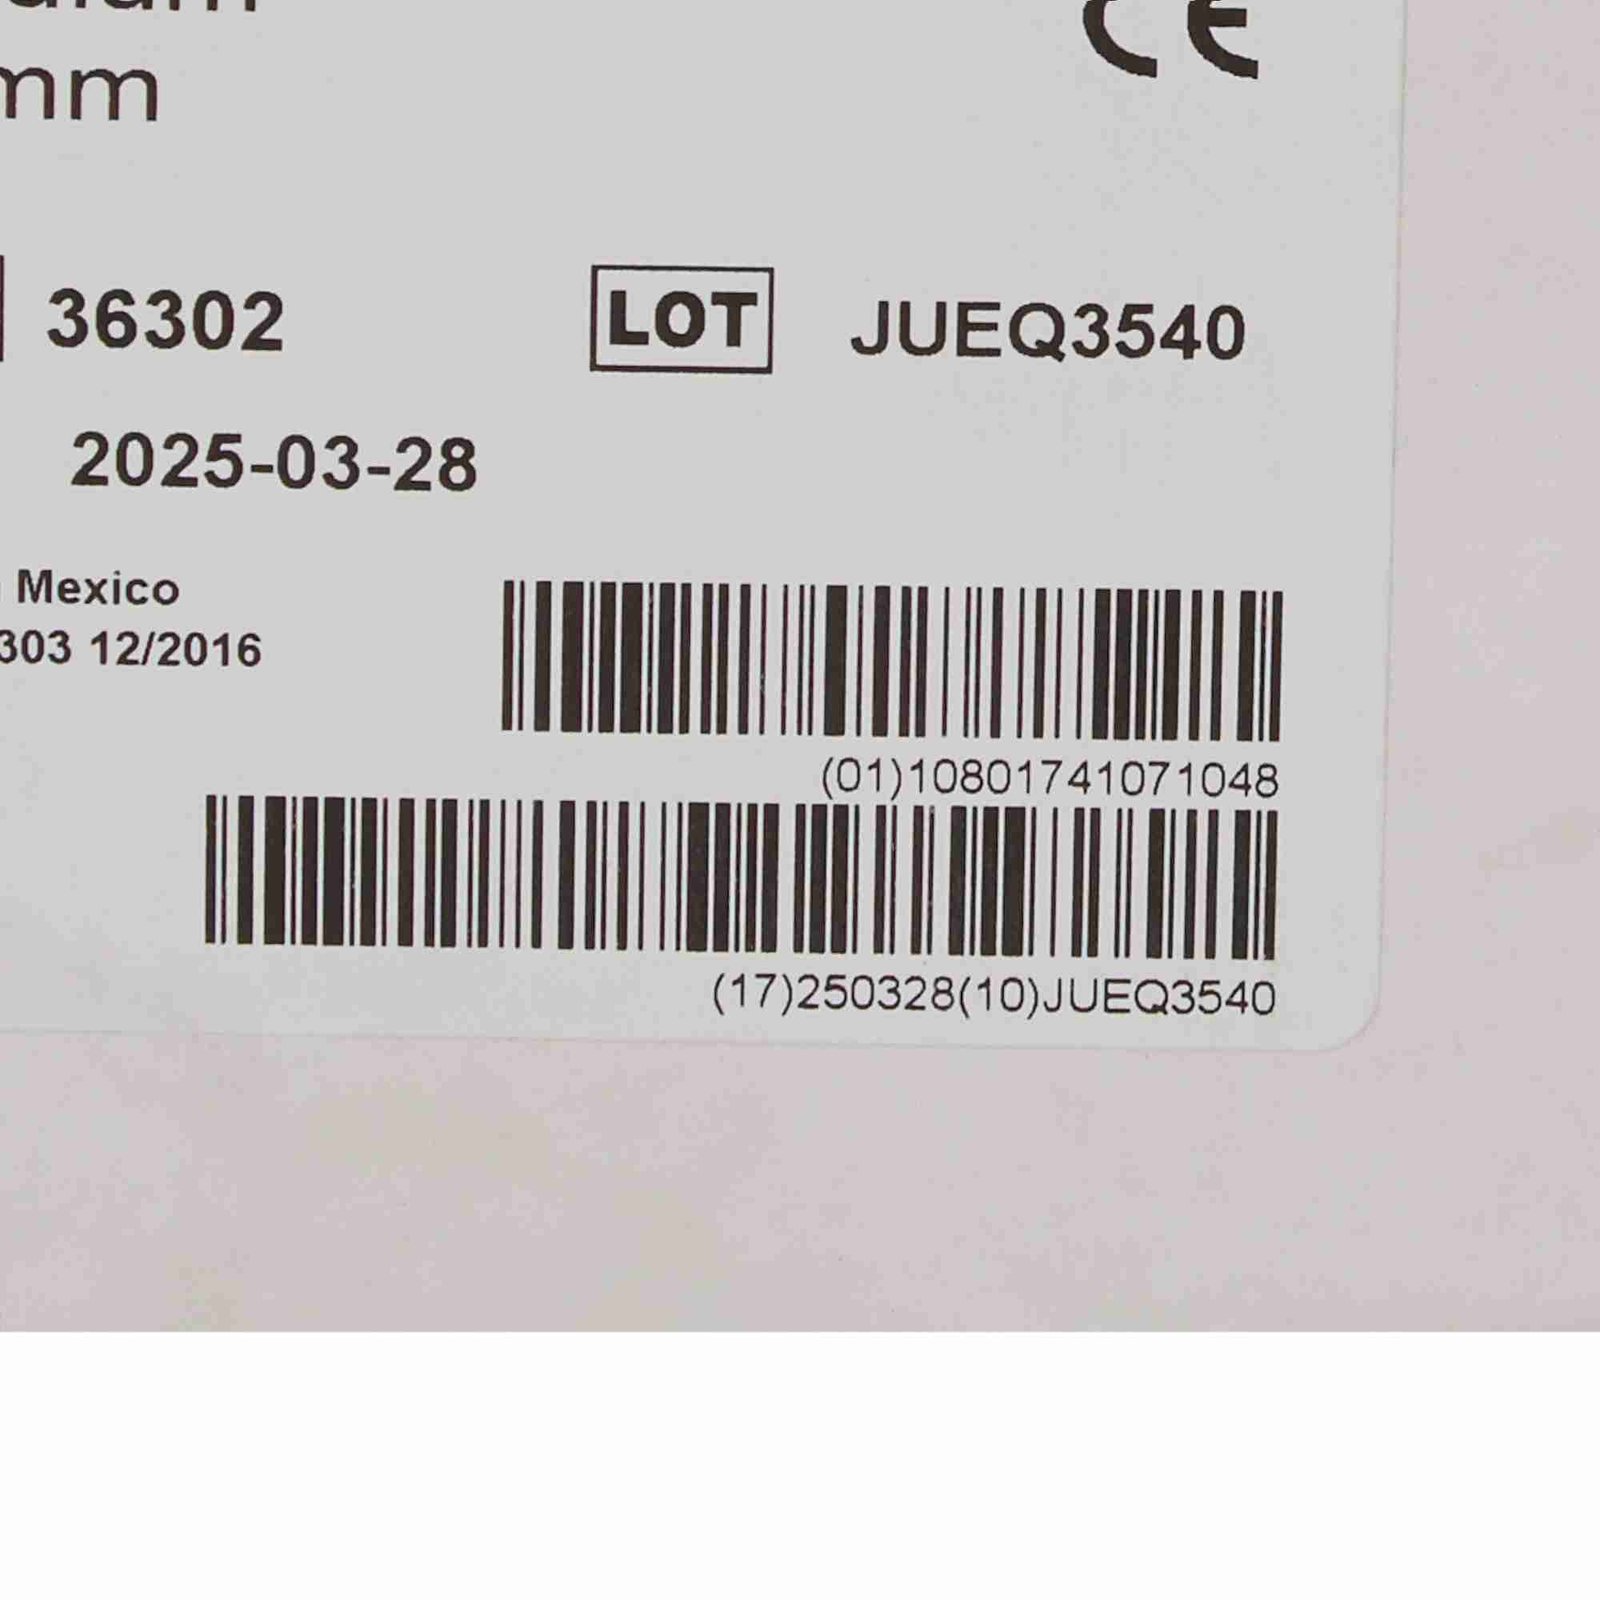 mm
CE
36302
LOT JUEQ3540
2025-03-28
Mexico
303 12/2016
(01)10801741071048
(17)250328(10)JUEQ3540